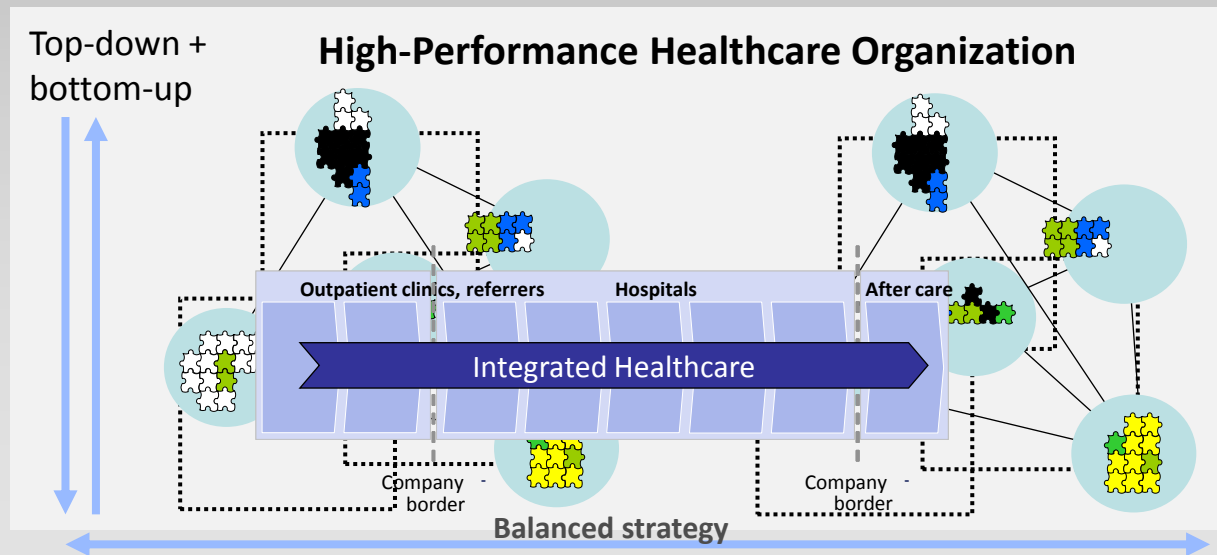 Top-down +
bottom-up
High-Performance Healthcare Organization
Outpatient clinics, referrers
Hospitals
After care
Integrated Healthcare
Company -
border
Company -
border
Balanced strategy